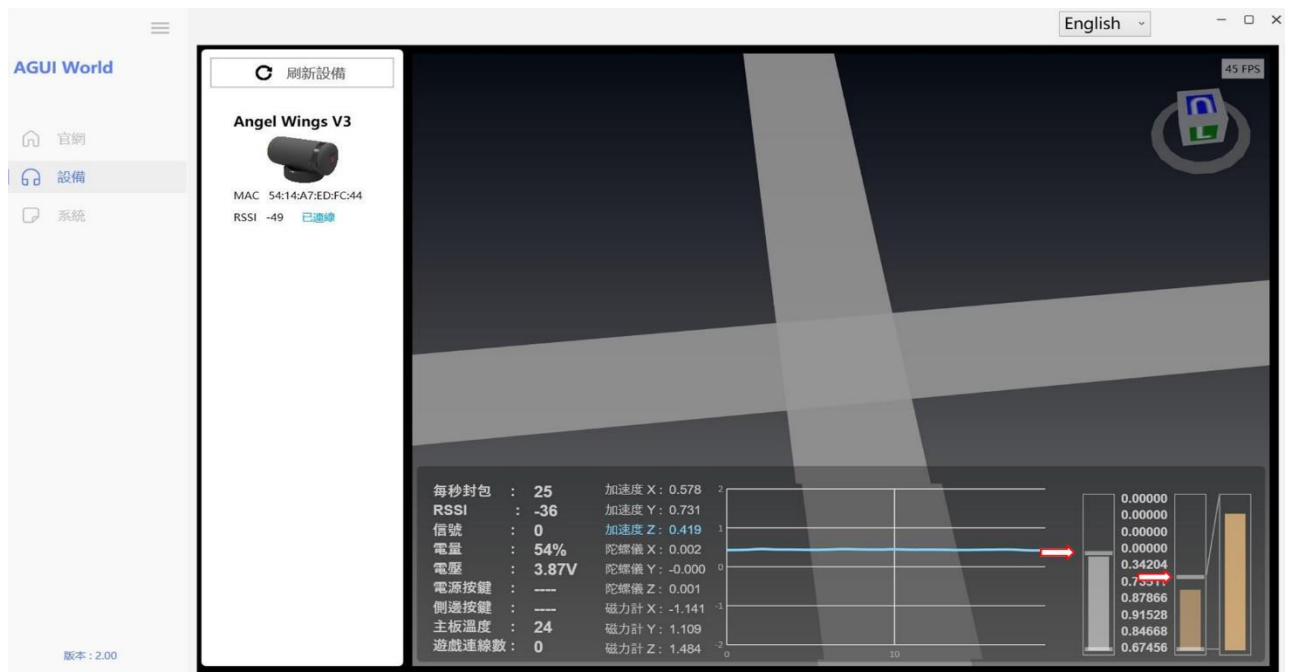 English
AGUI World
官網
設備
系統
版本 : 2.00
刷新設備
Angel Wings V3
MAC 54:14:A7:ED:FC:44
RSSI -49 已連線
45 FPS
L
每秒封包 : 25
RSSI : -36
信號 : 0
電量 : 54%
電壓 : 3.87V
電源按鍵 : ----
側邊按鍵 : ----
主板溫度 : 24
遊戲連線數 : 0
加速度 X : 0.578
加速度 Y : 0.731
加速度 Z : 0.419
陀螺儀 X : 0.002
陀螺儀 Y : -0.000
陀螺儀 Z : 0.001
磁力計 X : -1.141
磁力計 Y : 1.109
磁力計 Z : 1.484
2
1
0
-1
-2
0
10
0.00000
0.00000
0.00000
0.00000
0.34204
0.87866
0.91528
0.84668
0.67456